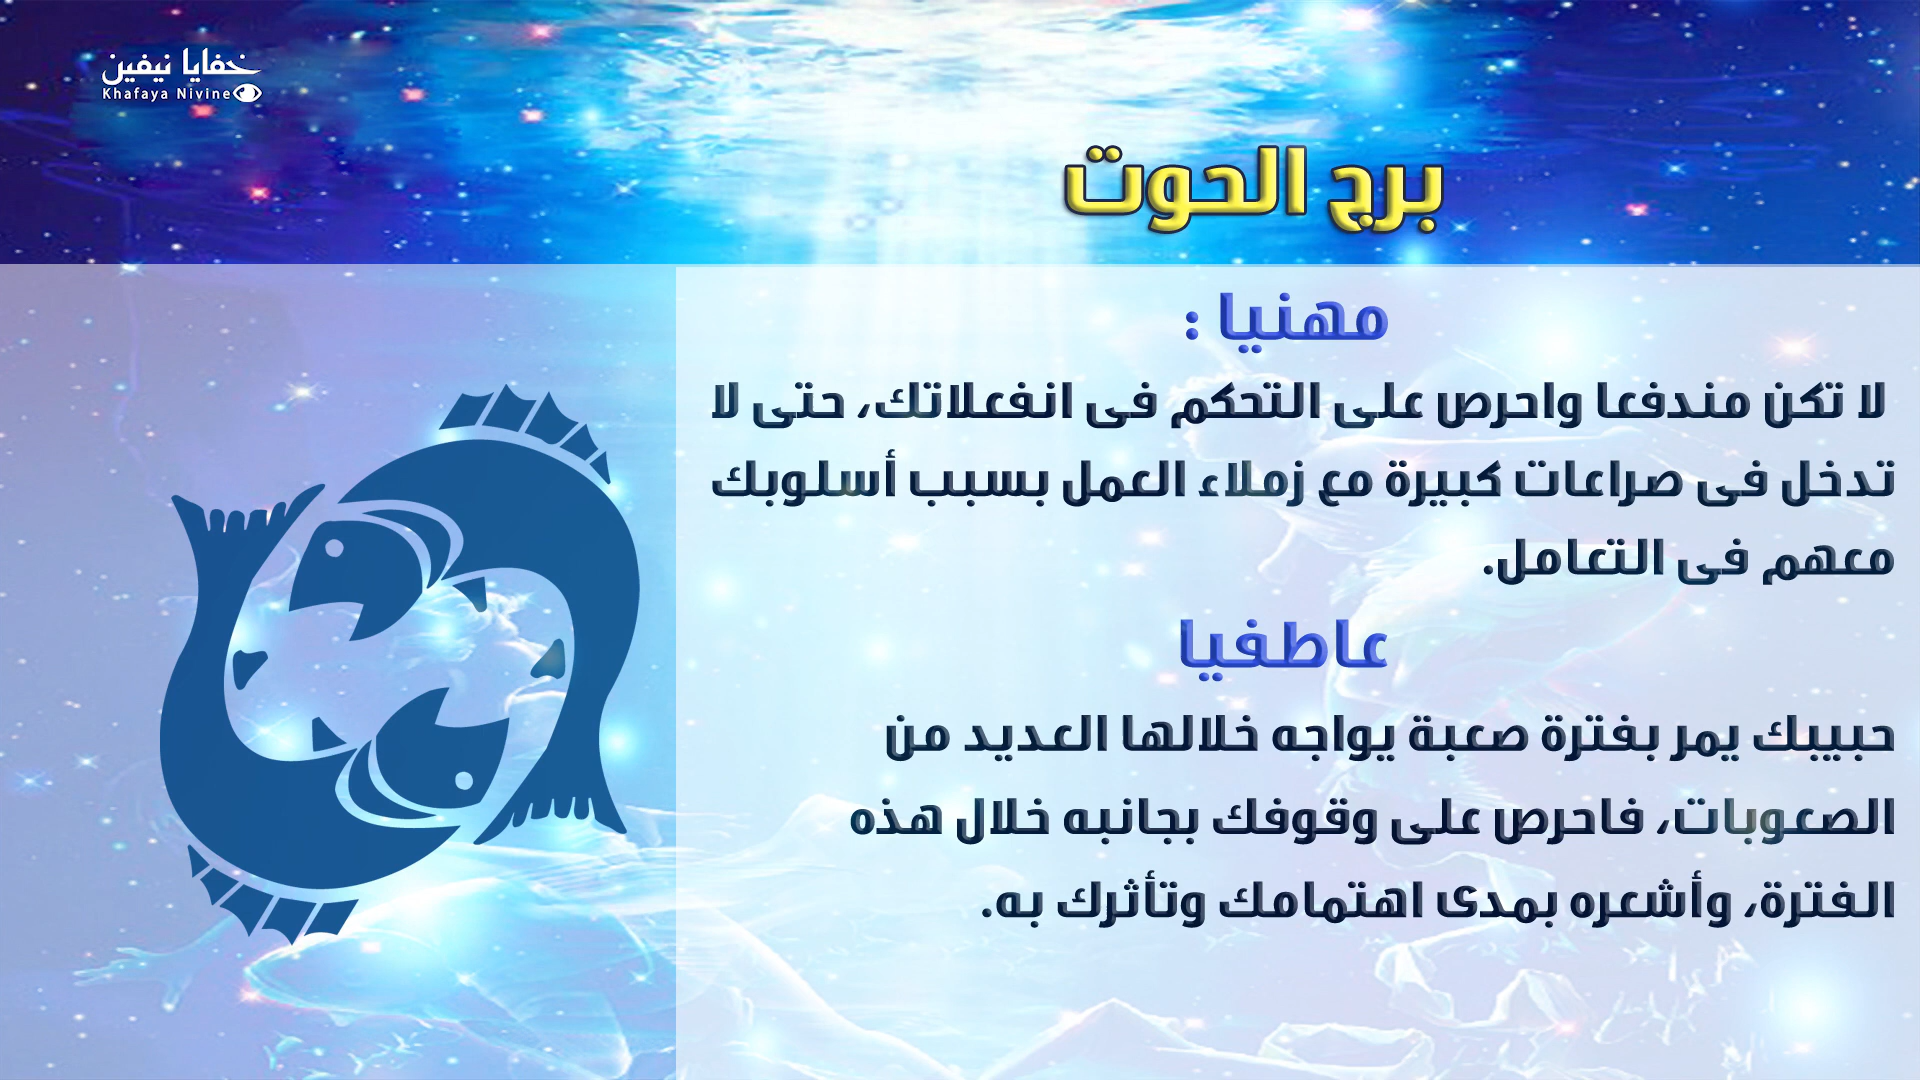 خفايا نيفين
Khafaya Nivine
برج الحوت
مهنيا :
لا تكن مندفعا واحرص على التحكم فى انفعلاتك، حتى لا
تدخل فى صراعات كبيرة مع زملاء العمل بسبب أسلوبك
معهم فى التعامل.
عاطفيا
حبيبك يمر بفترة صعبة يواجه خلالها العديد من
الصعوبات، فاحرص على وقوفك بجانبه خلال هذه
الفترة، وأشعره بمدى اهتمامك وتأثرك به.